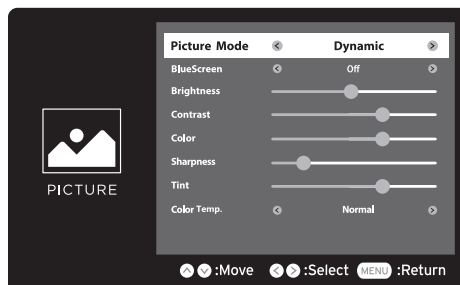 Picture Mode Dynamic
BlueScreen Off
Brightness
Contrast
Color
Sharpness
Tint
Color Temp. Normal
PICTURE
:Move :Select MENU :Return